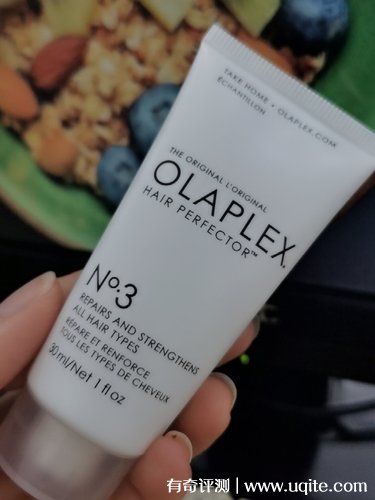 TAKE HOME • OLAPLEX.COM
ÉCHANTILLON
THE ORIGINAL L'ORIGINAL
OLAPLEX.
HAIR PERFECTOR™
Nº.3
REPAIRS AND STRENGTHENS
ALL HAIR TYPES
RÉPARE ET RENFORCE
TOUS LES TYPES DE CHEVEUX
30 ml/Net 1 fl oz
有奇评测 | www.uqite.com